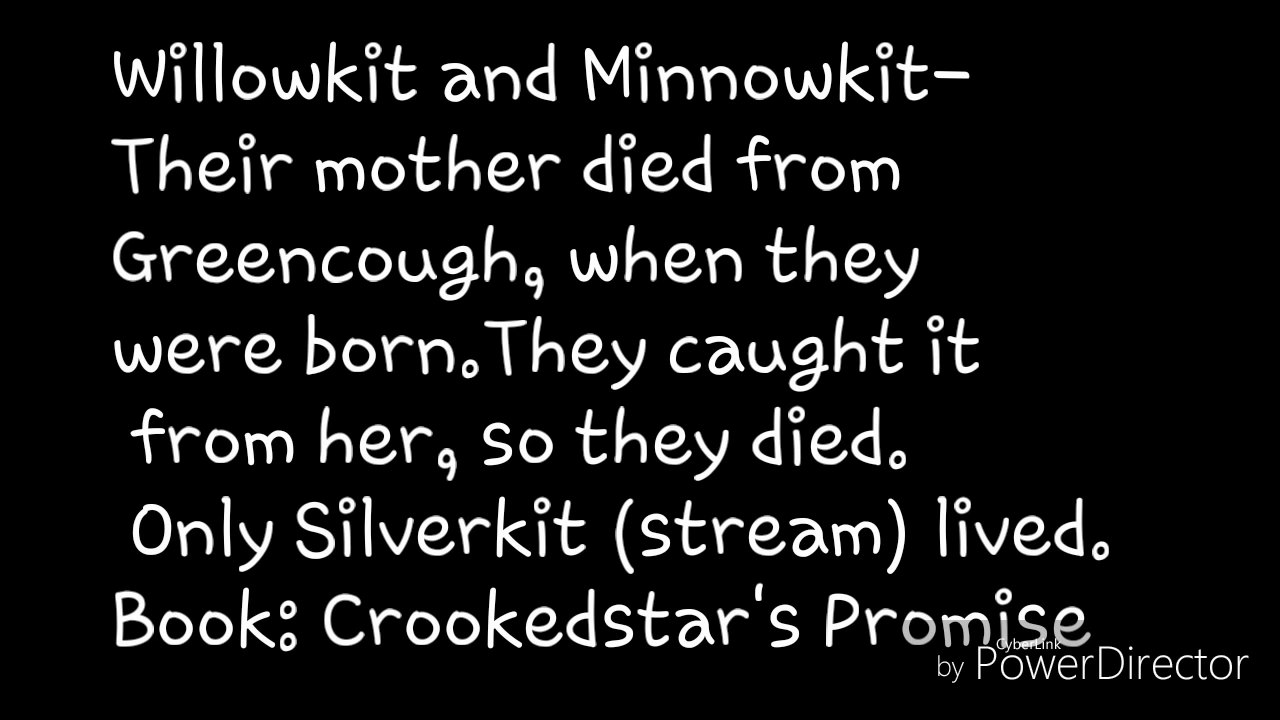 Willowkit and Minnowkit-
Their mother died from
Greencough, when they
were born.They caught it
from her, so they died.
Only Silverkit (stream) lived.
Book: Crookedstar's Promise
CyberLink
by PowerDirector